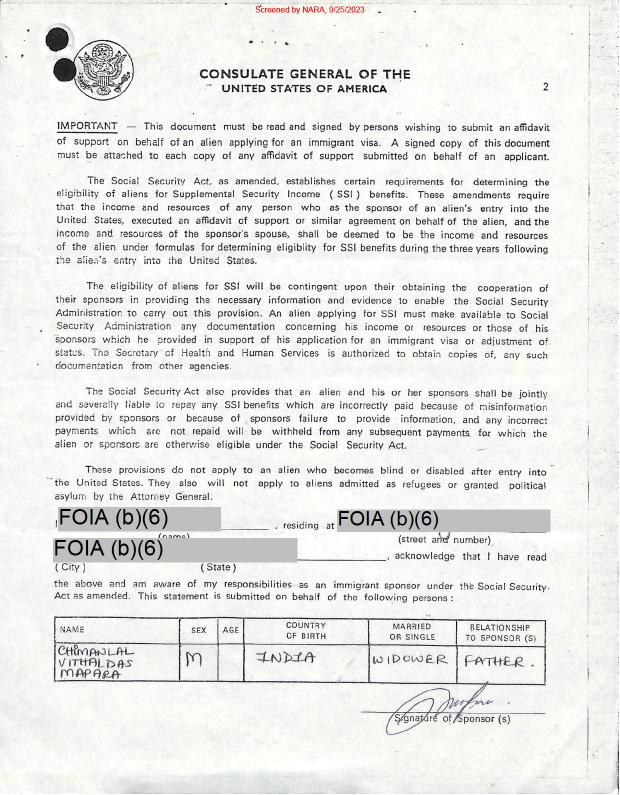 Screened by NARA, 9/25/2023
CONSULATE GENERAL OF THE
UNITED STATES OF AMERICA
2
IMPORTANT — This document must be read and signed by persons wishing to submit an affidavit
of support on behalf of an alien applying for an immigrant visa. A signed copy of this document
must be attached to each copy of any affidavit of support submitted on behalf of an applicant.
The Social Security Act, as amended, establishes certain requirements for determining the
eligibility of aliens for Supplemental Security Income ( SSI ) benefits. These amendments require
that the income and resources of any person who as the sponsor of an alien's entry into the
United States, executed an affidavit of support or similar agreement on behalf of the alien, and the
income and resources of the sponsor's spouse, shall be deemed to be the income and resources
of the alien under formulas for determining eligiblity for SSI benefits during the three years following
the alien's entry into the United States.
The eligibility of aliens for SSI will be contingent upon their obtaining the cooperation of
their sponsors in providing the necessary information and evidence to enable the Social Security
Administration to carry out this provision. An alien applying for SSI must make available to Social
Security Administration any documentation concerning his income or resources or those of his
sponsors which he provided in support of his application for an immigrant visa or adjustment of
status. The Secretary of Health and Human Services is authorized to obtain copies of, any such
documentation from other agencies.
The Social Security Act also provides that an alien and his or her sponsors shall be jointly
and severally liable to repay any SSI benefits which are incorrectly paid because of misinformation
provided by sponsors or because of sponsors failure to provide information, and any incorrect
payments which are not repaid will be withheld from any subsequent payments for which the
alien or sponsors are otherwise eligible under the Social Security Act.
These provisions do not apply to an alien who becomes blind or disabled after entry into
the United States. They also will not apply to aliens admitted as refugees or granted political
asylum by the Attorney General.
I FOIA (b)(6) , residing at FOIA (b)(6)
(name) (street and number)
FOIA (b)(6) , acknowledge that I have read
( City ) ( State )
the above and am aware of my responsibilities as an immigrant sponsor under the Social Security
Act as amended. This statement is submitted on behalf of the following persons :
NAME SEX AGE COUNTRY OF BIRTH MARRIED OR SINGLE RELATIONSHIP TO SPONSOR (S)
CHIMANLAL
VITHALDAS
MAPARA
M INDIA WIDOWER FATHER.
Signature of Sponsor (s)